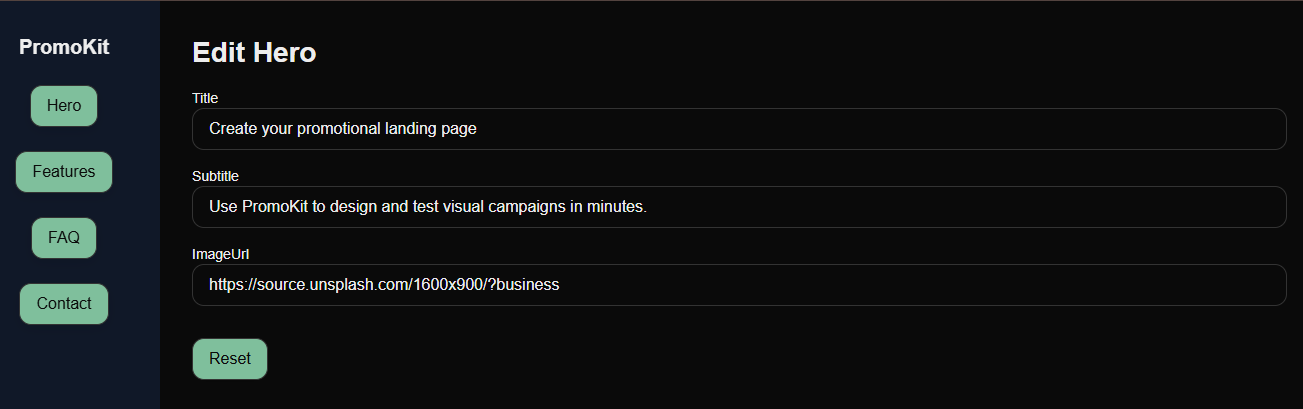 PromoKit
Hero
Features
FAQ
Contact
Edit Hero
Title
Create your promotional landing page
Subtitle
Use PromoKit to design and test visual campaigns in minutes.
ImageUrl
https://source.unsplash.com/1600x900/?business
Reset